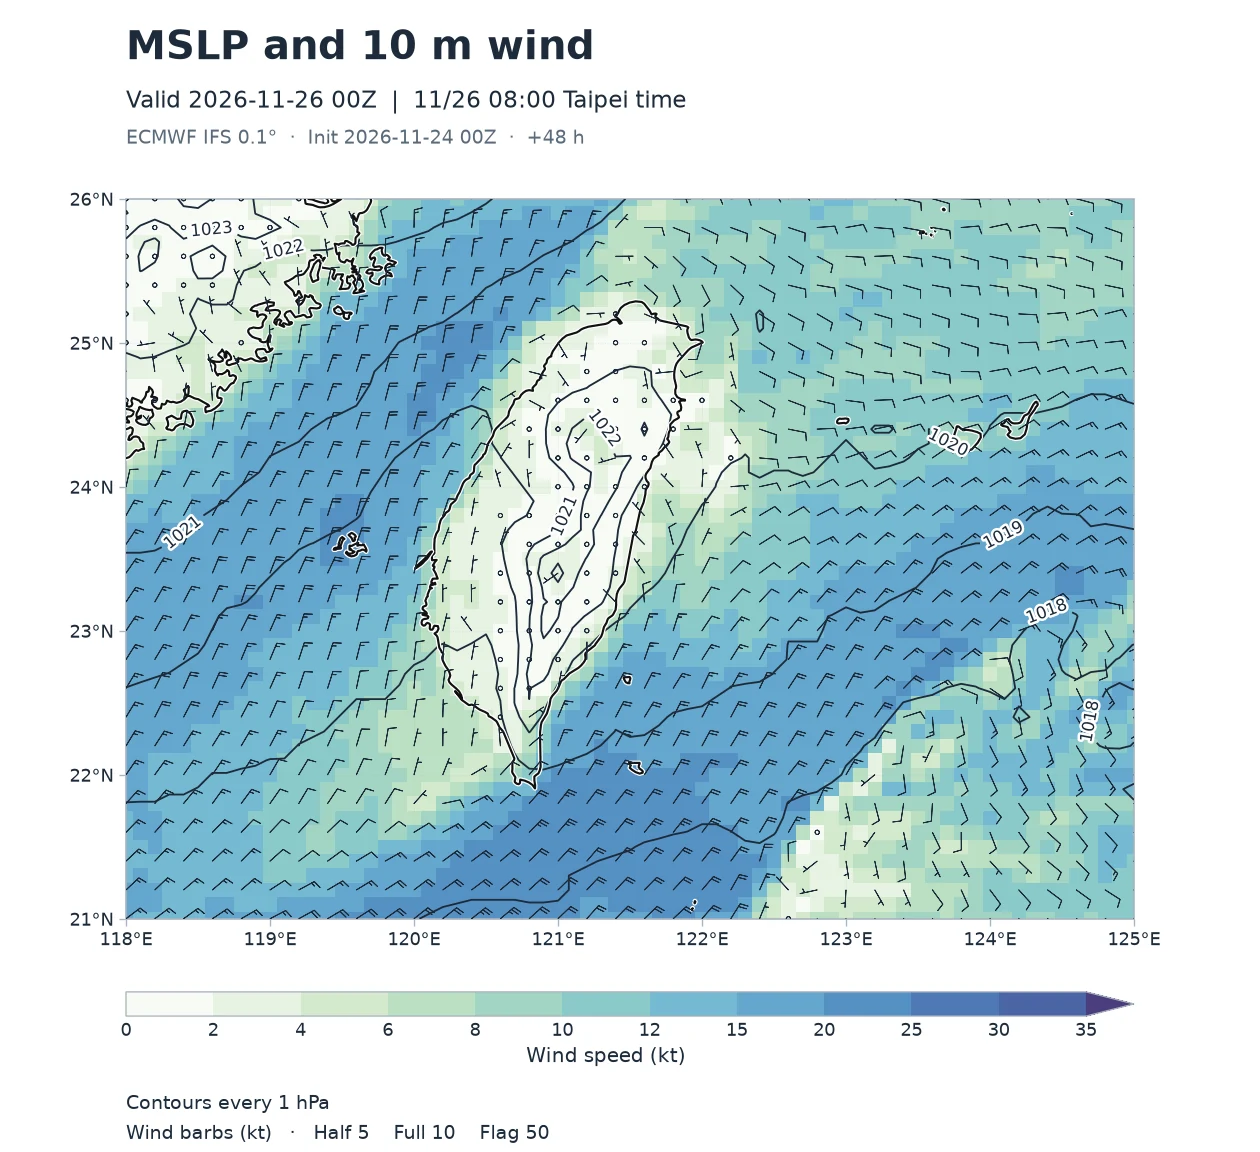 MSLP and 10 m wind
Valid 2026-11-26 00Z | 11/26 08:00 Taipei time
ECMWF IFS 0.1° · Init 2026-11-24 00Z · +48 h
26°N
1023
1022
25°N
1022
1020
24°N
1021
1021
1019
1018
23°N
1018
22°N
21°N
118°E 119°E 120°E 121°E 122°E 123°E 124°E 125°E
0 2 4 6 8 10 12 15 20 25 30 35
Wind speed (kt)
Contours every 1 hPa
Wind barbs (kt) · Half 5 Full 10 Flag 50